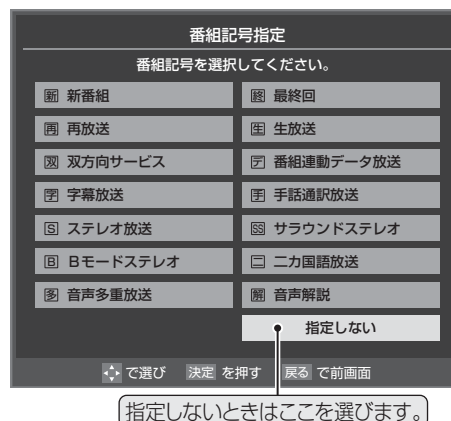 番組記号指定
番組記号を選択してください。
新 新番組
終 最終回
再 再放送
生 生放送
双 双方向サービス
デ 番組連動データ放送
字 字幕放送
手 手話通訳放送
S ステレオ放送
SS サラウンドステレオ
B Bモードステレオ
二 二カ国語放送
多 音声多重放送
解 音声解説
指定しない
で選び 決定 を押す 戻る で前画面
指定しないときはここを選びます。